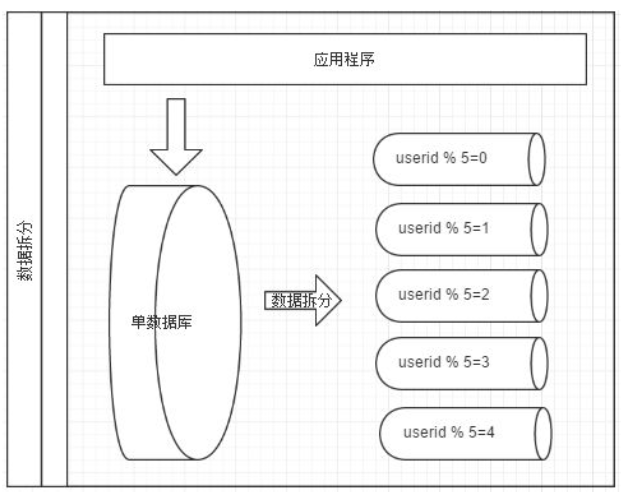 数据拆分
应用程序
单数据库
数据拆分
userid % 5=0
userid % 5=1
userid % 5=2
userid % 5=3
userid % 5=4